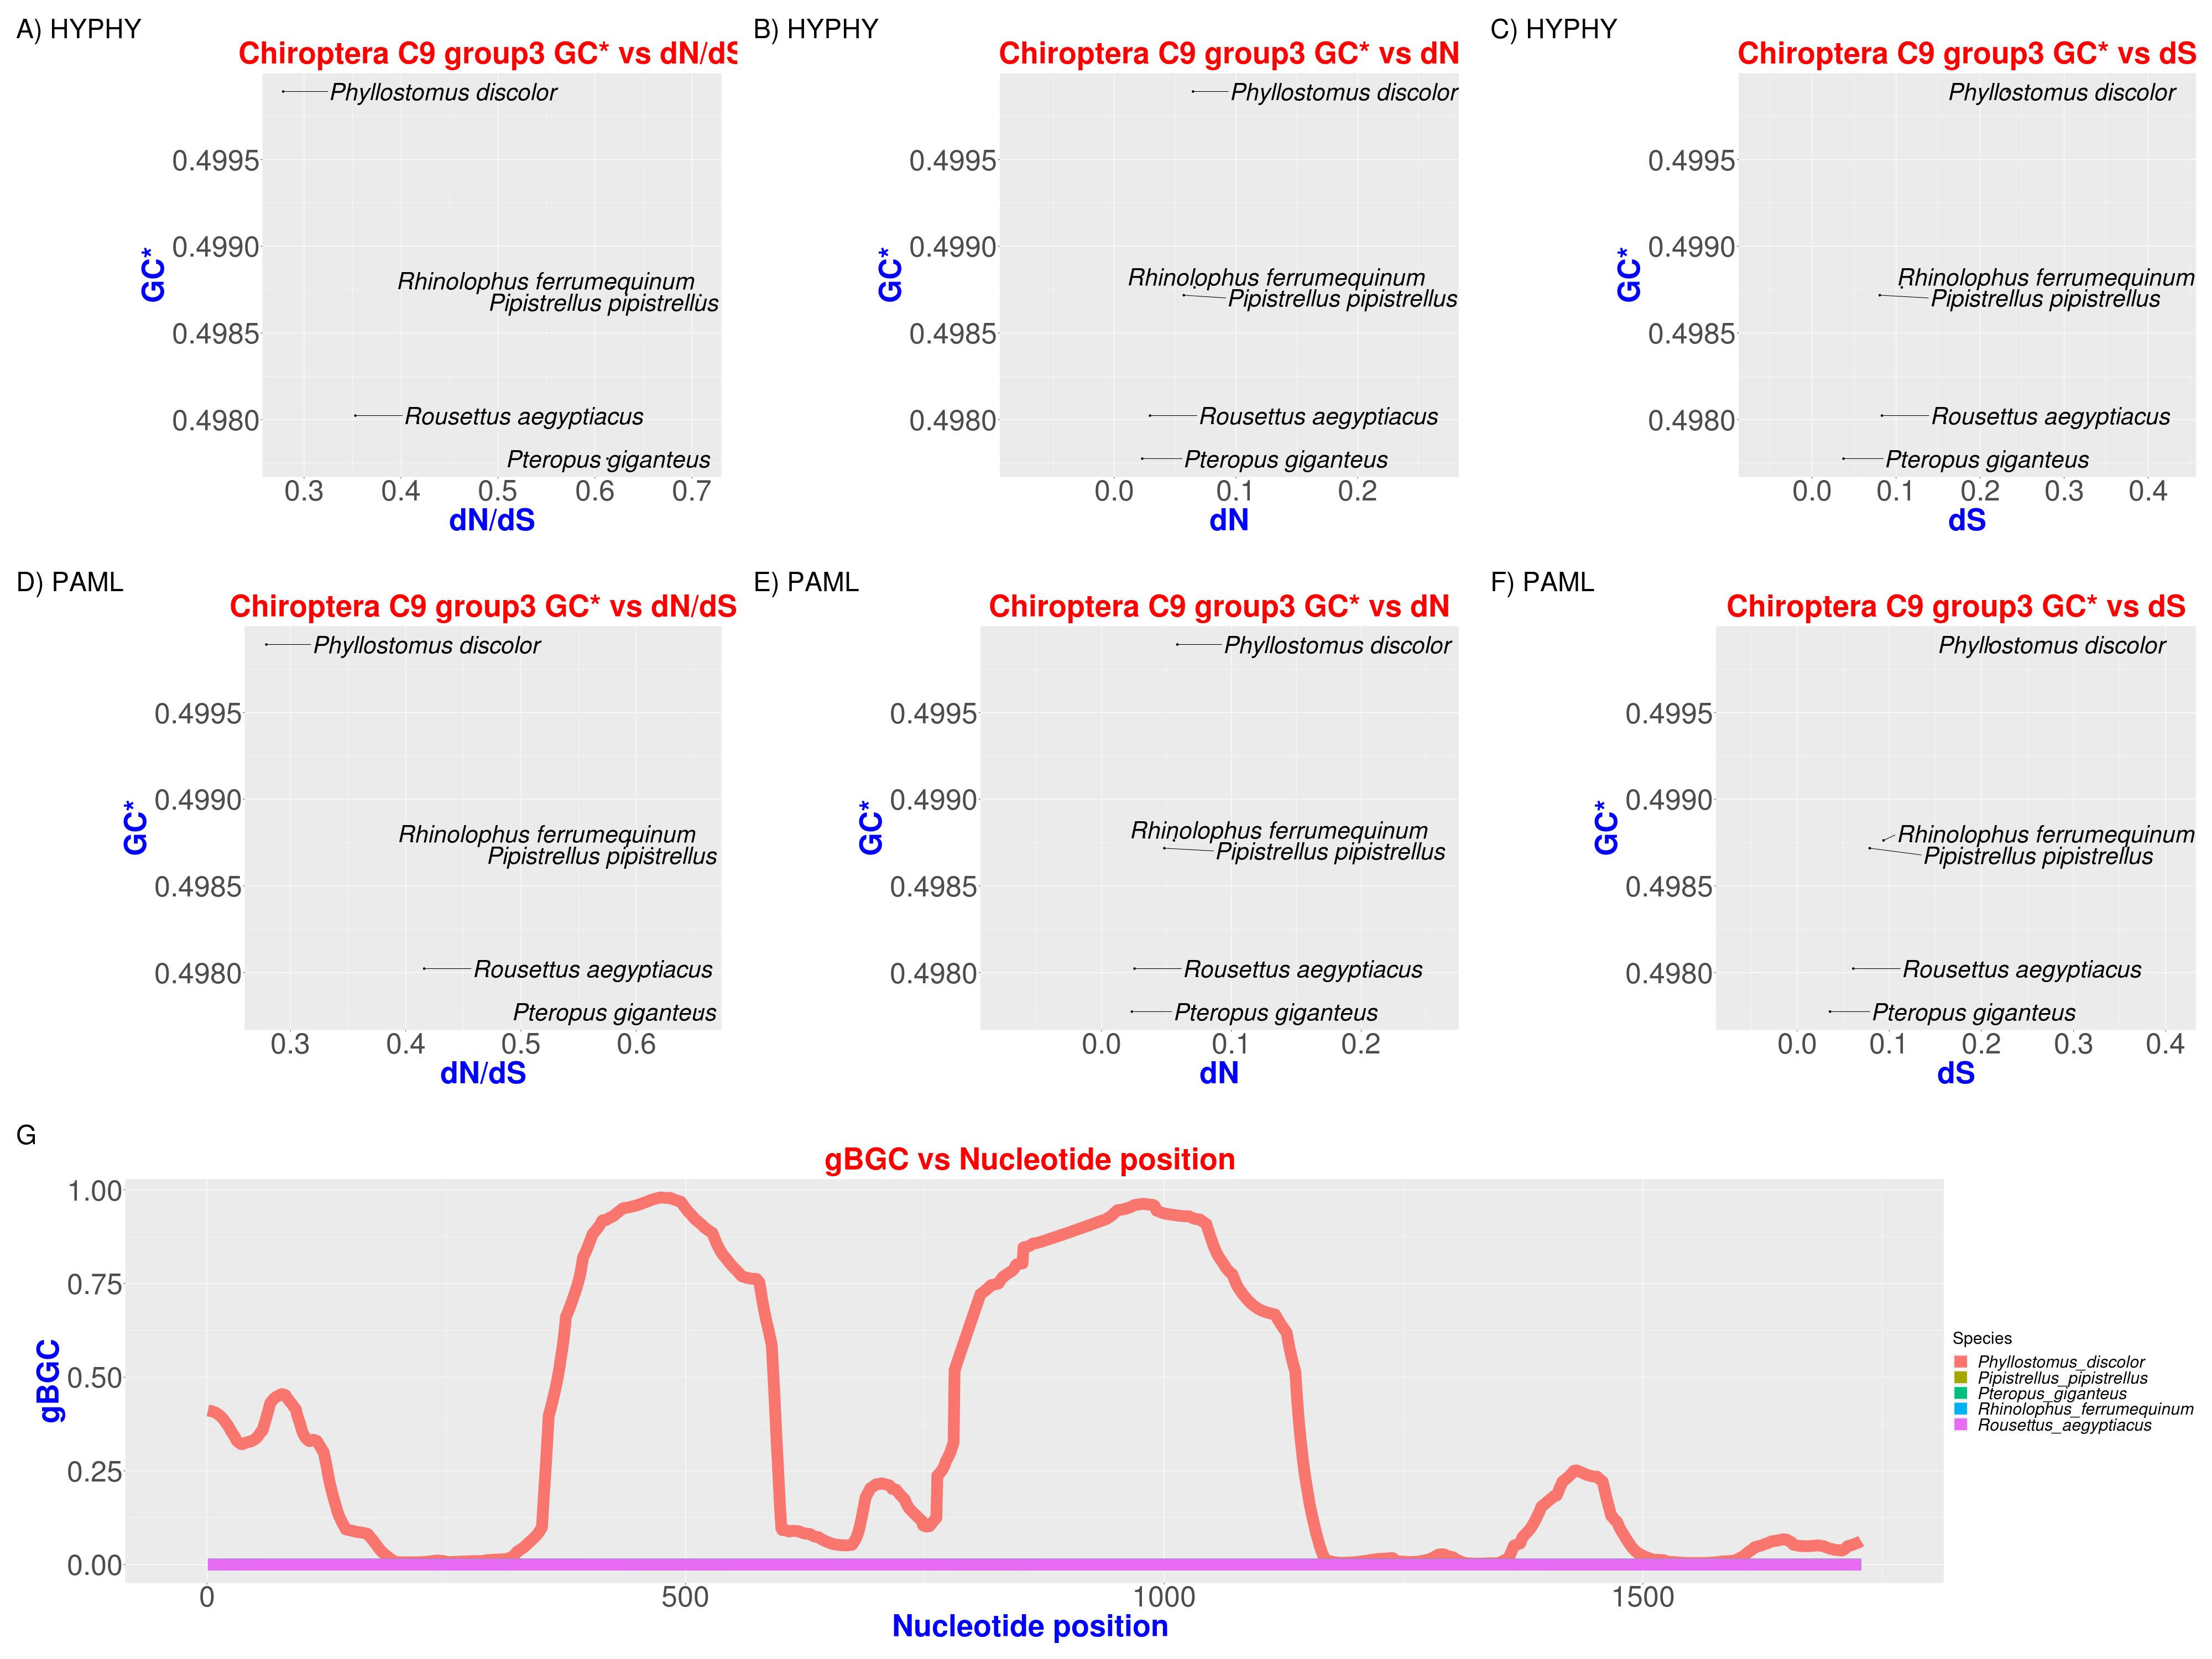 A) HYPHY
Chiroptera C9 group3 GC* vs dN/dS
Phyllostomus discolor
0.4995
0.4990
Rhinolophus ferrumequinum
Pipistrellus pipistrellus
0.4985
Rousettus aegyptiacus
0.4980
Pteropus giganteus
GC*
0.3 0.4 0.5 0.6 0.7
dN/dS
B) HYPHY
Chiroptera C9 group3 GC* vs dN
Phyllostomus discolor
0.4995
0.4990
Rhinolophus ferrumequinum
Pipistrellus pipistrellus
0.4985
Rousettus aegyptiacus
0.4980
Pteropus giganteus
GC*
0.0 0.1 0.2
dN
C) HYPHY
Chiroptera C9 group3 GC* vs dS
Phyllostomus discolor
0.4995
0.4990
Rhinolophus ferrumequinum
Pipistrellus pipistrellus
0.4985
Rousettus aegyptiacus
0.4980
Pteropus giganteus
GC*
0.0 0.1 0.2 0.3 0.4
dS
D) PAML
Chiroptera C9 group3 GC* vs dN/dS
Phyllostomus discolor
0.4995
0.4990
Rhinolophus ferrumequinum
Pipistrellus pipistrellus
0.4985
Rousettus aegyptiacus
0.4980
Pteropus giganteus
GC*
0.3 0.4 0.5 0.6
dN/dS
E) PAML
Chiroptera C9 group3 GC* vs dN
Phyllostomus discolor
0.4995
0.4990
Rhinolophus ferrumequinum
Pipistrellus pipistrellus
0.4985
Rousettus aegyptiacus
0.4980
Pteropus giganteus
GC*
0.0 0.1 0.2
dN
F) PAML
Chiroptera C9 group3 GC* vs dS
Phyllostomus discolor
0.4995
0.4990
Rhinolophus ferrumequinum
Pipistrellus pipistrellus
0.4985
Rousettus aegyptiacus
0.4980
Pteropus giganteus
GC*
0.0 0.1 0.2 0.3 0.4
dS
G
gBGC vs Nucleotide position
1.00
0.75
0.50
0.25
0.00
gBGC
0 500 1000 1500
Nucleotide position
Species
Phyllostomus_discolor
Pipistrellus_pipistrellus
Pteropus_giganteus
Rhinolophus_ferrumequinum
Rousettus_aegyptiacus